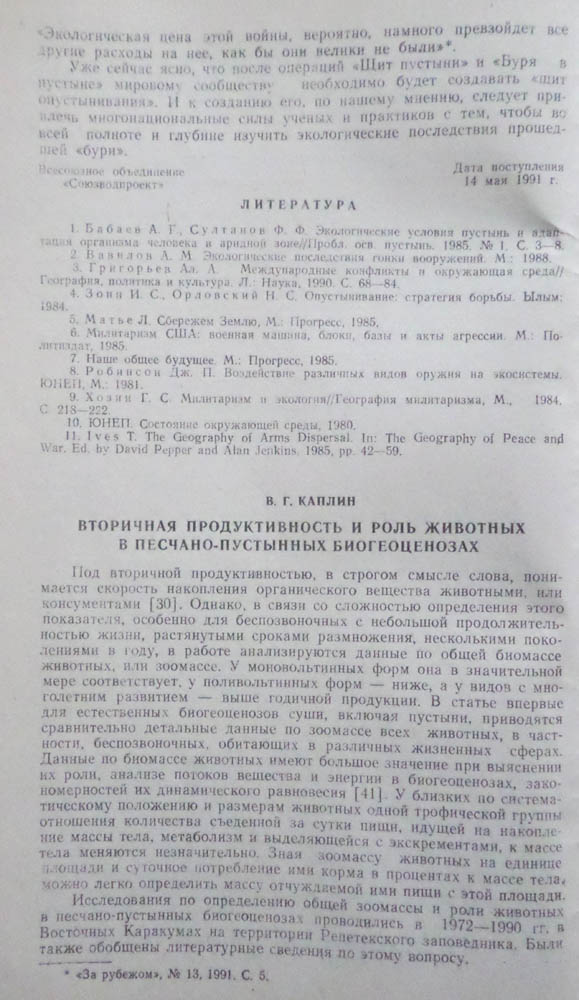 «Экологическая цена этой войны, вероятно, намного превзойдет все
другие расходы на нее, как бы они велики не были»*.
Уже сейчас ясно, что после операций «Щит пустыни» и «Буря в
пустыне» мировому сообществу необходимо будет создавать «щит
опустынивания». И к созданию его, по нашему мнению, следует при-
влечь многонациональные силы ученых и практиков с тем, чтобы во
всей полноте и глубине изучить экологические последствия прошед-
шей «бури».
Всесоюзное объединение
«Союзводпроект»
Дата поступления
14 мая 1991 г.
ЛИТЕРАТУРА
1. Бабаев А. Г., Султанов Ф. Ф. Экологические условия пустынь и адап-
тация организма человека в аридной зоне//Пробл. осв. пустынь. 1985. № 1. С. 3—8.
2. Вавилов А. М. Экологические последствия гонки вооружений. М.: 1988.
3. Григорьев Ал. А. Международные конфликты и окружающая среда//
География, политика и культура. Л.: Наука, 1990. С. 68—84.
4. Зонн И. С., Орловский Н. С. Опустынивание: стратегия борьбы. Ылым:
1984.
5. Матье Л. Сбережем Землю, М.: Прогресс, 1985,
6. Милитаризм США: военная машина, блоки, базы и акты агрессии. М.: По-
литиздат, 1985.
7. Наше общее будущее. М.: Прогресс, 1985.
8. Робинсон Дж. П. Воздействие различных видов оружия на экосистемы.
ЮНЕП, М.: 1981.
9. Хозин Г. С. Милитаризм и экология//География милитаризма, М., 1984.
С. 218—222.
10. ЮНЕП. Состояние окружающей среды, 1980.
11. Ives T. The Geography of Arms Dispersal. In: The Geography of Peace and
War. Ed. by David Pepper and Alan Jenkins. 1985, pp. 42—59.
В. Г. КАПЛИН
ВТОРИЧНАЯ ПРОДУКТИВНОСТЬ И РОЛЬ ЖИВОТНЫХ
В ПЕСЧАНО-ПУСТЫННЫХ БИОГЕОЦЕНОЗАХ
Под вторичной продуктивностью, в строгом смысле слова, пони-
мается скорость накопления органического вещества животными, или
консументами [30]. Однако, в связи со сложностью определения этого
показателя, особенно для беспозвоночных с небольшой продолжитель-
ностью жизни, растянутыми сроками размножения, несколькими поко-
лениями в году, в работе анализируются данные по общей биомассе
животных, или зоомассе. У моновольтинных форм она в значительной
мере соответствует, у поливольтинных форм — ниже, а у видов с мно-
голетним развитием — выше годичной продукции. В статье впервые
для естественных биогеоценозов суши, включая пустыни, приводятся
сравнительно детальные данные по зоомассе всех животных, в част-
ности, беспозвоночных, обитающих в различных жизненных сферах.
Данные по биомассе животных имеют большое значение при выяснении
их роли, анализе потоков вещества и энергии в биогеоценозах, зако-
номерностей их динамического равновесия [41]. У близких по система-
тическому положению и размерам животных одной трофической группы
отношения количества съеденной за сутки пищи, идущей на накопле-
ние массы тела, метаболизм и выделяющейся с экскрементами, к массе
тела меняются незначительно. Зная зоомассу животных на единице
площади и суточное потребление ими корма в процентах к массе тела,
можно легко определить массу отчуждаемой ими пищи с этой площади.
Исследования по определению общей зоомассы и роли животных
в песчано-пустынных биогеоценозах проводились в 1972—1990 гг. в
Восточных Каракумах на территории Репетекского заповедника. Были
также обобщены литературные сведения по этому вопросу.
* «За рубежом», № 13, 1991. С. 5.